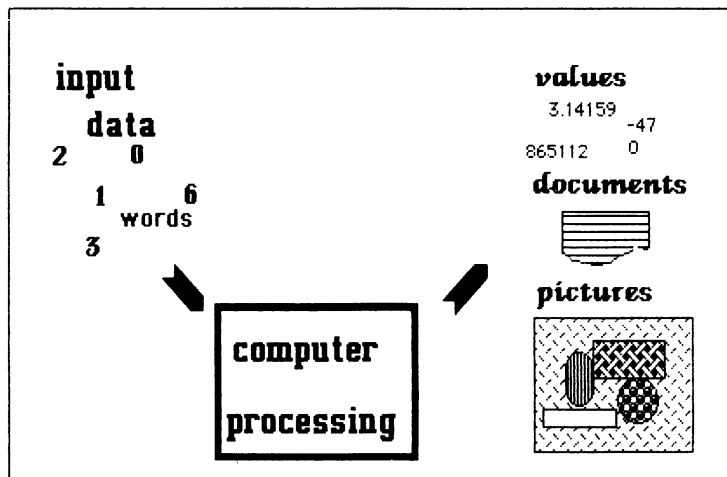 input
data
2 0
1 6
words
3
computer
processing
values
3.14159
-47
865112 0
documents
pictures